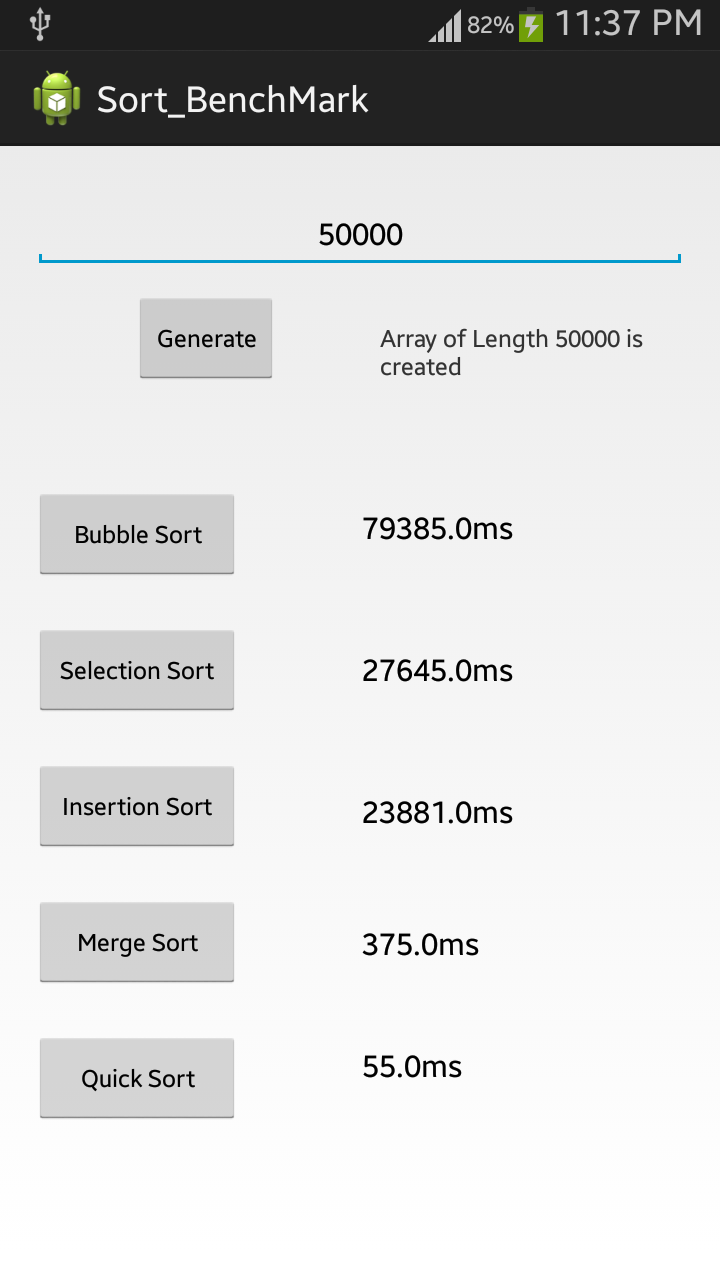 82% 11:37 PM
Sort_BenchMark
50000
Generate
Array of Length 50000 is
created
Bubble Sort
79385.0ms
Selection Sort
27645.0ms
Insertion Sort
23881.0ms
Merge Sort
375.0ms
Quick Sort
55.0ms